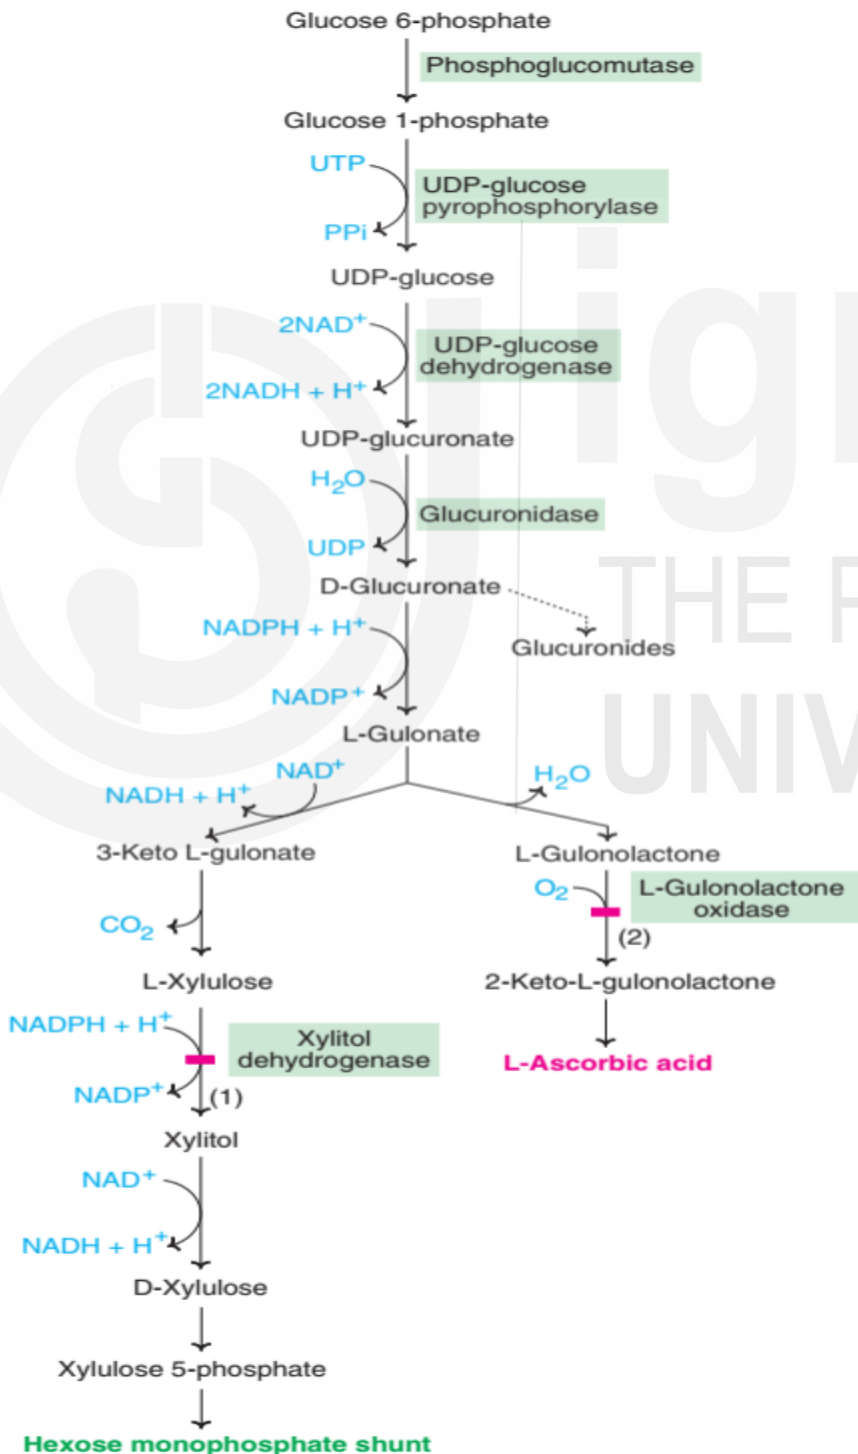 Glucose 6-phosphate
Phosphoglucomutase
Glucose 1-phosphate
UTP
UDP-glucose
pyrophosphorylase
PPi
UDP-glucose
2NAD⁺
UDP-glucose
dehydrogenase
2NADH + H⁺
UDP-glucuronate
H₂O
Glucuronidase
UDP
D-Glucuronate
NADPH + H⁺
Glucuronides
NADP⁺
L-Gulonate
NAD⁺
H₂O
NADH + H⁺
3-Keto L-gulonate
L-Gulonolactone
O₂
L-Gulonolactone
oxidase
CO₂
(2)
L-Xylulose
2-Keto-L-gulonolactone
NADPH + H⁺
Xylitol
dehydrogenase
L-Ascorbic acid
NADP⁺
(1)
Xylitol
NAD⁺
NADH + H⁺
D-Xylulose
Xylulose 5-phosphate
Hexose monophosphate shunt
ig
THE
UNIV